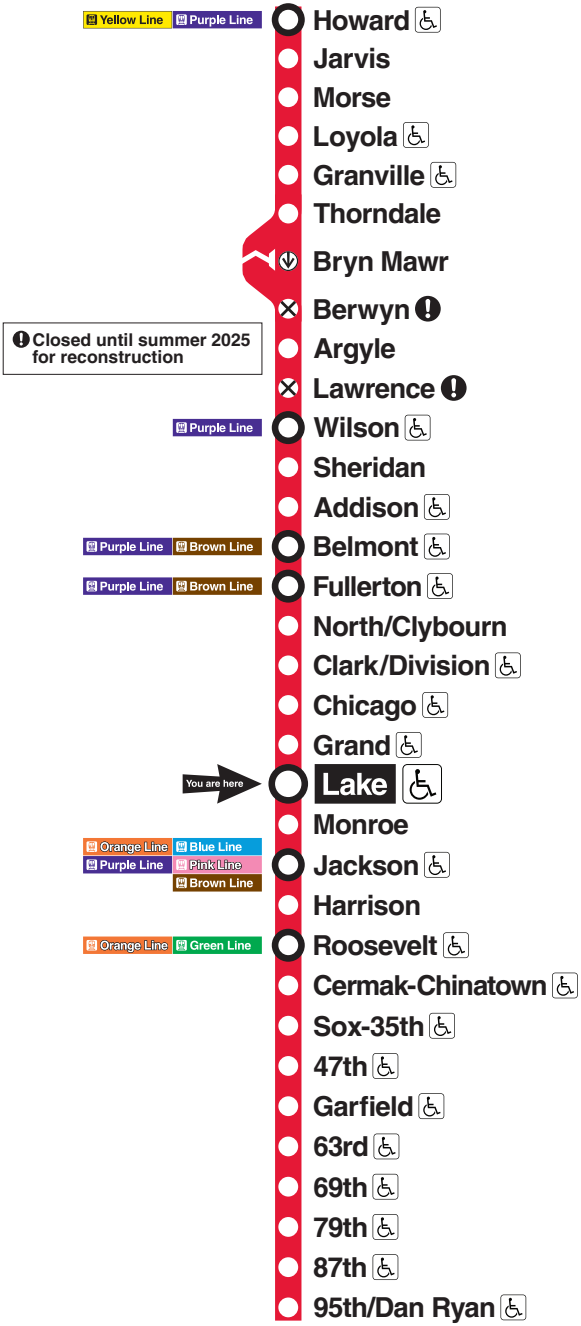 Yellow Line Purple Line Howard
Jarvis
Morse
Loyola
Granville
Thorndale
Bryn Mawr
Berwyn !
! Closed until summer 2025
for reconstruction
Argyle
Lawrence !
Purple Line Wilson
Sheridan
Addison
Purple Line Brown Line Belmont
Purple Line Brown Line Fullerton
North/Clybourn
Clark/Division
Chicago
Grand
You are here Lake
Monroe
Orange Line Blue Line
Purple Line Pink Line Jackson
Brown Line
Harrison
Orange Line Green Line Roosevelt
Cermak-Chinatown
Sox-35th
47th
Garfield
63rd
69th
79th
87th
95th/Dan Ryan